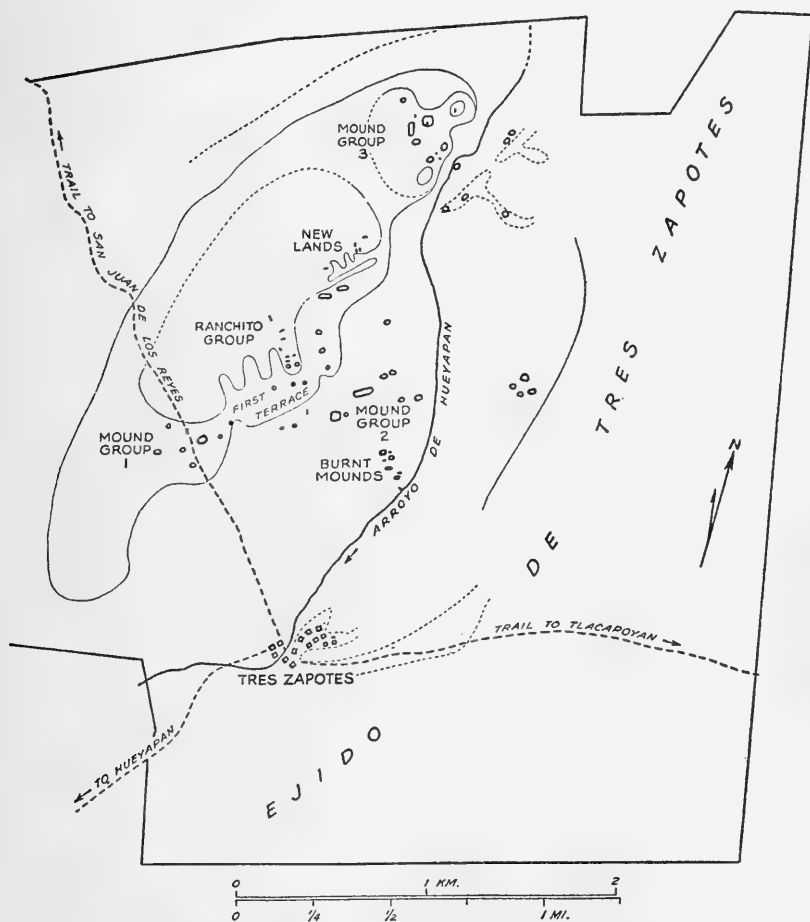 MOUND
GROUP
3
TRAIL TO SAN JUAN DE LOS REYES
NEW
LANDS
RANCHITO
GROUP
FIRST
TERRACE
MOUND
GROUP
1
MOUND
GROUP
2
BURNT
MOUNDS
ARROYO DE HUEYAPAN
EJIDO DE TRES ZAPOTES
N
TRAIL TO TLACAPOYAN
TRES ZAPOTES
TO HUEYAPAN
0 1 KM. 2
0 1/4 1/2 1 MI.